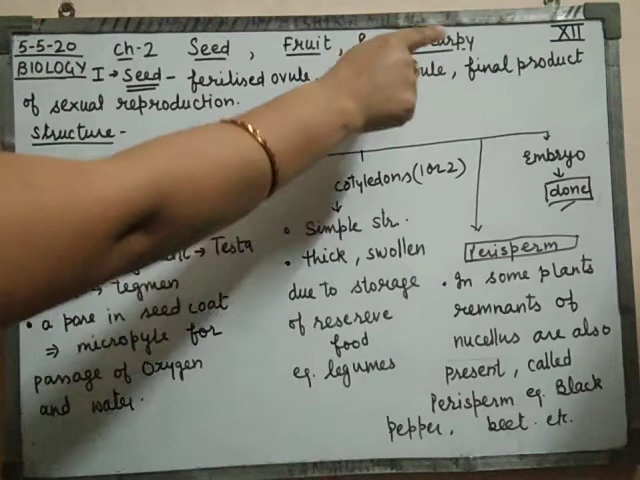 5-5-20 Ch-2 Seed, Fruit, & XII
BIOLOGY I → Seed - ferilised ovule. , final product
of sexual reproduction.
Structure -
Cotyledons (1 or 2)
Embryo
done
• Simple str.
• thick, swollen
due to storage
of resereve
food
eg. legumes
→ Testa
→ tegmen
• a pore in seed coat
⇒ micropyle for
passage of Oxygen
and water.
Perisperm
• In some plants
remnants of
nucellus are also
present, called
Perisperm eg. Black
pepper, beet. etc.